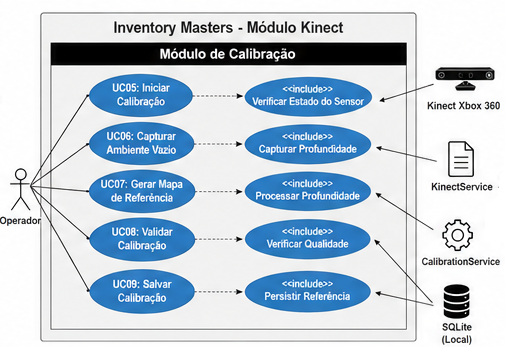 Inventory Masters - Módulo Kinect
Módulo de Calibração
UC05: Iniciar
Calibração
<<include>>
Verificar Estado do Sensor
UC06: Capturar
Ambiente Vazio
<<include>>
Capturar Profundidade
UC07: Gerar Mapa
de Referência
<<include>>
Processar Profundidade
UC08: Validar
Calibração
<<include>>
Verificar Qualidade
UC09: Salvar
Calibração
<<include>>
Persistir Referência
Operador
Kinect Xbox 360
KinectService
CalibrationService
SQLite
(Local)